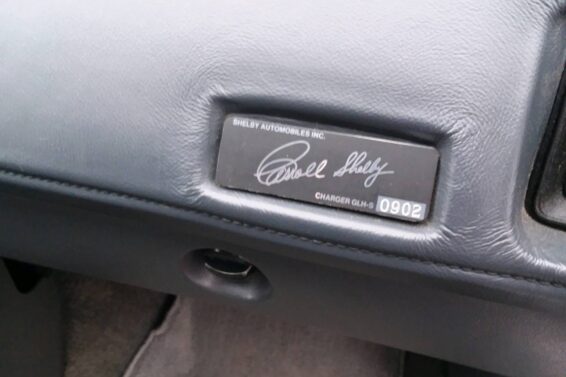 SHELBY AUTOMOBILES INC.
Carroll Shelby
CHARGER GLH-S 0902